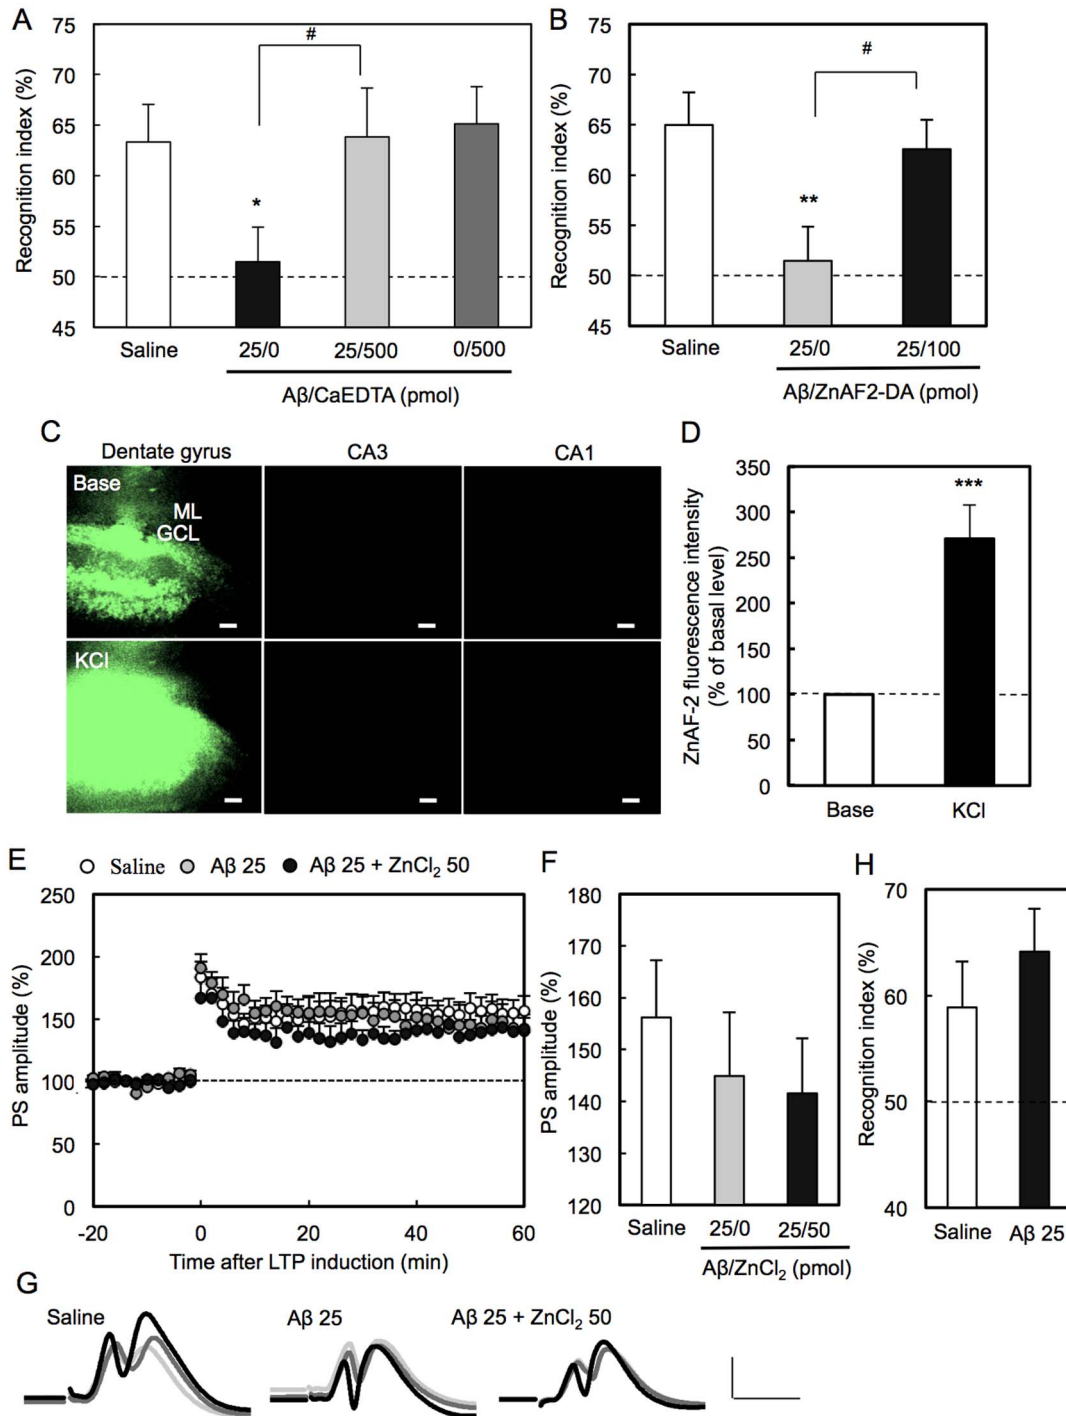 A
75
70
65
60
55
50
45
Recognition index (%)
#
*
Saline
25/0
25/500
0/500
Aβ/CaEDTA (pmol)
B
75
70
65
60
55
50
45
Recognition index (%)
#
**
Saline
25/0
25/100
Aβ/ZnAF2-DA (pmol)
C
Dentate gyrus
CA3
CA1
Base
ML
GCL
KCl
D
350
300
250
200
150
100
50
0
ZnAF-2 fluorescence intensity
(% of basal level)
***
Base
KCl
E
Saline
Aβ 25
Aβ 25 + ZnCl₂ 50
250
200
150
100
50
0
PS amplitude (%)
-20
0
20
40
60
Time after LTP induction (min)
F
180
170
160
150
140
130
120
PS amplitude (%)
Saline
25/0
25/50
Aβ/ZnCl₂ (pmol)
H
70
60
50
40
Recognition index (%)
Saline
Aβ 25
G
Saline
Aβ 25
Aβ 25 + ZnCl₂ 50